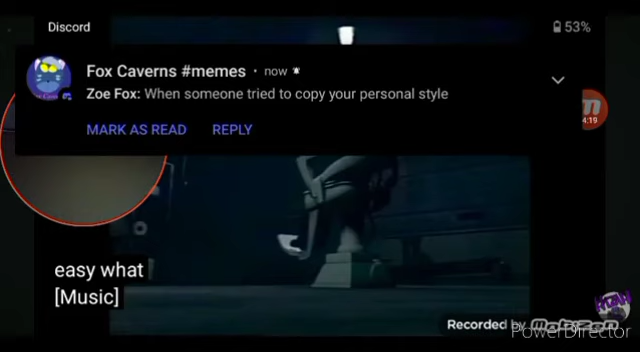 Discord
53%
Fox Caverns #memes · now
Zoe Fox: When someone tried to copy your personal style
MARK AS READ
REPLY
4:19
easy what
[Music]
Recorded by
Mobizen
PowerDirector